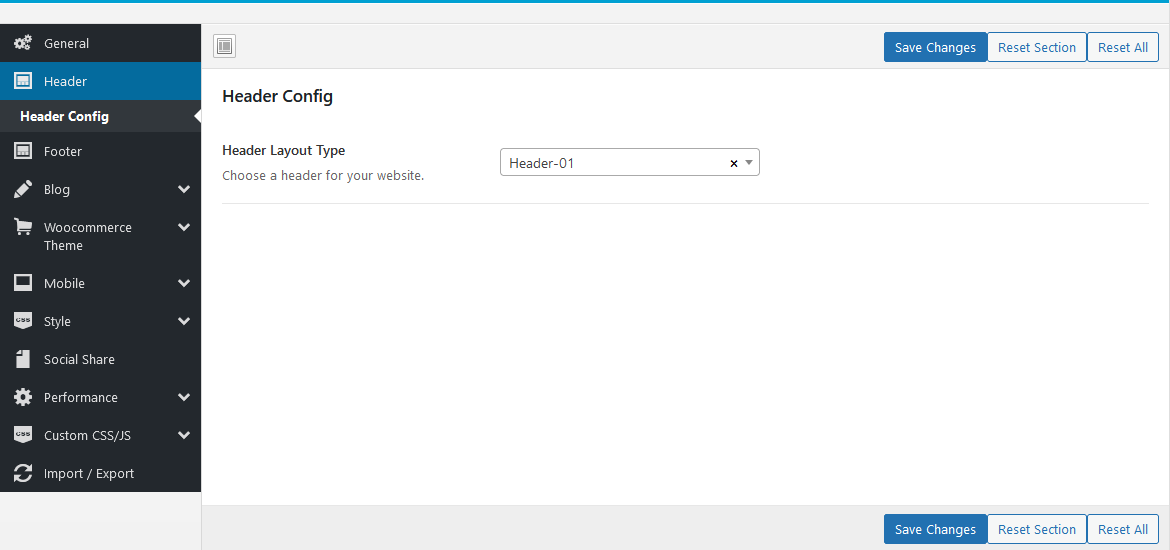 General
Header
Header Config
Footer
Blog
Woocommerce
Theme
Mobile
CSS
Style
Social Share
Performance
CSS
Custom CSS/JS
Import / Export
Save Changes
Reset Section
Reset All
Header Config
Header Layout Type
Choose a header for your website.
Header-01
×
Save Changes
Reset Section
Reset All